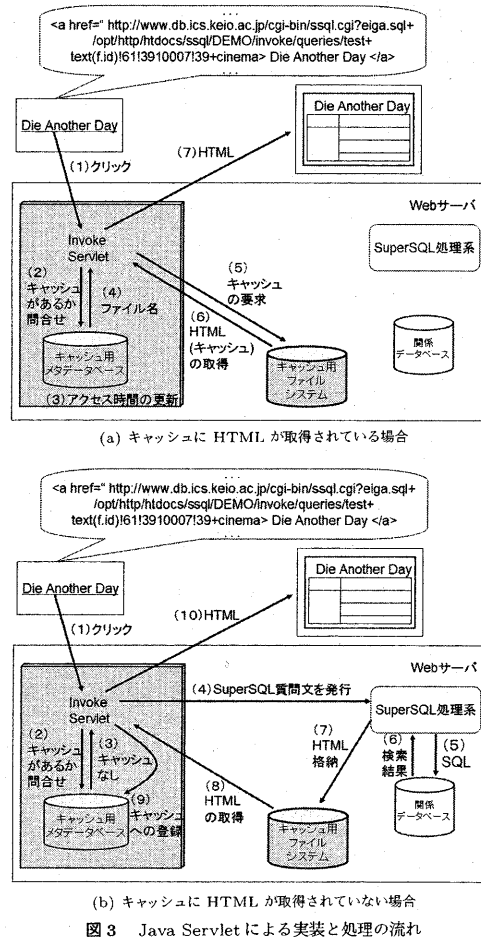 ...
<a href=“ http://www.db.ics.keio.ac.jp/cgi-bin/ssql.cgi?eiga.sql+
/opt/http/htdocs/ssql/DEMO/invoke/queries/test+
text(f.id)!61!3910007!39+cinema> Die Another Day </a>
...
Die Another Day
(1)クリック
(7)HTML
Die Another Day
Webサーバ
Invoke
Servlet
SuperSQL処理系
(2)
キャッシュ
があるか
問合せ
(4)
ファイル名
(5)
キャッシュ
の要求
(6)
HTML
(キャッシュ)
の取得
キャッシュ用
メタデータベース
(3)アクセス時間の更新
キャッシュ用
ファイル
システム
関係
データベース
(a) キャッシュに HTML が取得されている場合
...
<a href=“ http://www.db.ics.keio.ac.jp/cgi-bin/ssql.cgi?eiga.sql+
/opt/http/htdocs/ssql/DEMO/invoke/queries/test+
text(f.id)!61!3910007!39+cinema> Die Another Day </a>
...
Die Another Day
(1)クリック
(10)HTML
Die Another Day
Webサーバ
(4)SuperSQL質問文を発行
Invoke
Servlet
SuperSQL処理系
(2)
キャッシュ
があるか
問合せ
(3)
キャッシュ
なし
(7)
HTML
格納
(6)
検索
結果
(5)
SQL
(8)
HTML
の取得
(9)
キャッシュ
への登録
キャッシュ用
メタデータベース
キャッシュ用
ファイル
システム
関係
データベース
(b) キャッシュに HTML が取得されていない場合
図 3 Java Servlet による実装と処理の流れ